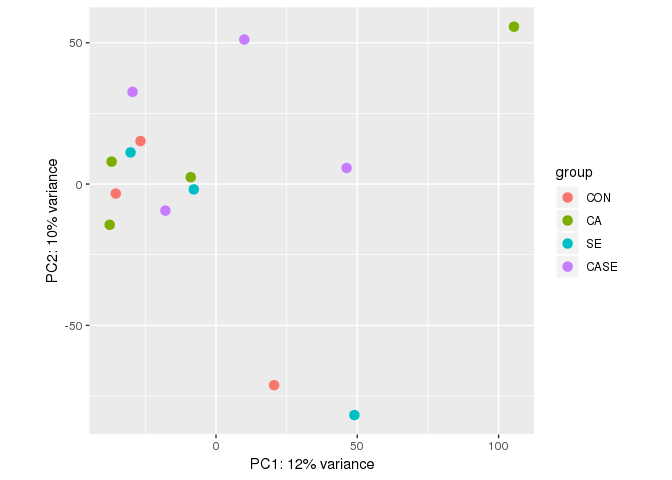 50
0
-50
0
50
100
PC1: 12% variance
PC2: 10% variance
group
CON
CA
SE
CASE